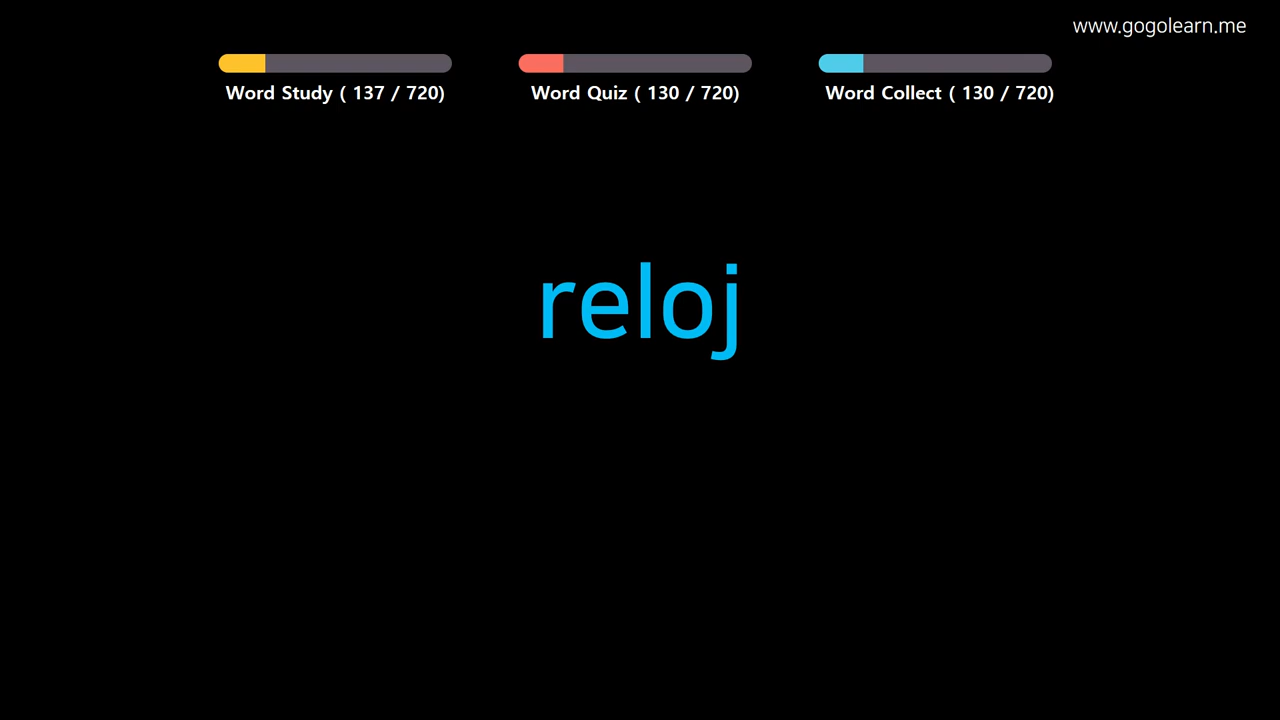 www.gogolearn.me
Word Study ( 137 / 720)
Word Quiz ( 130 / 720)
Word Collect ( 130 / 720)
reloj